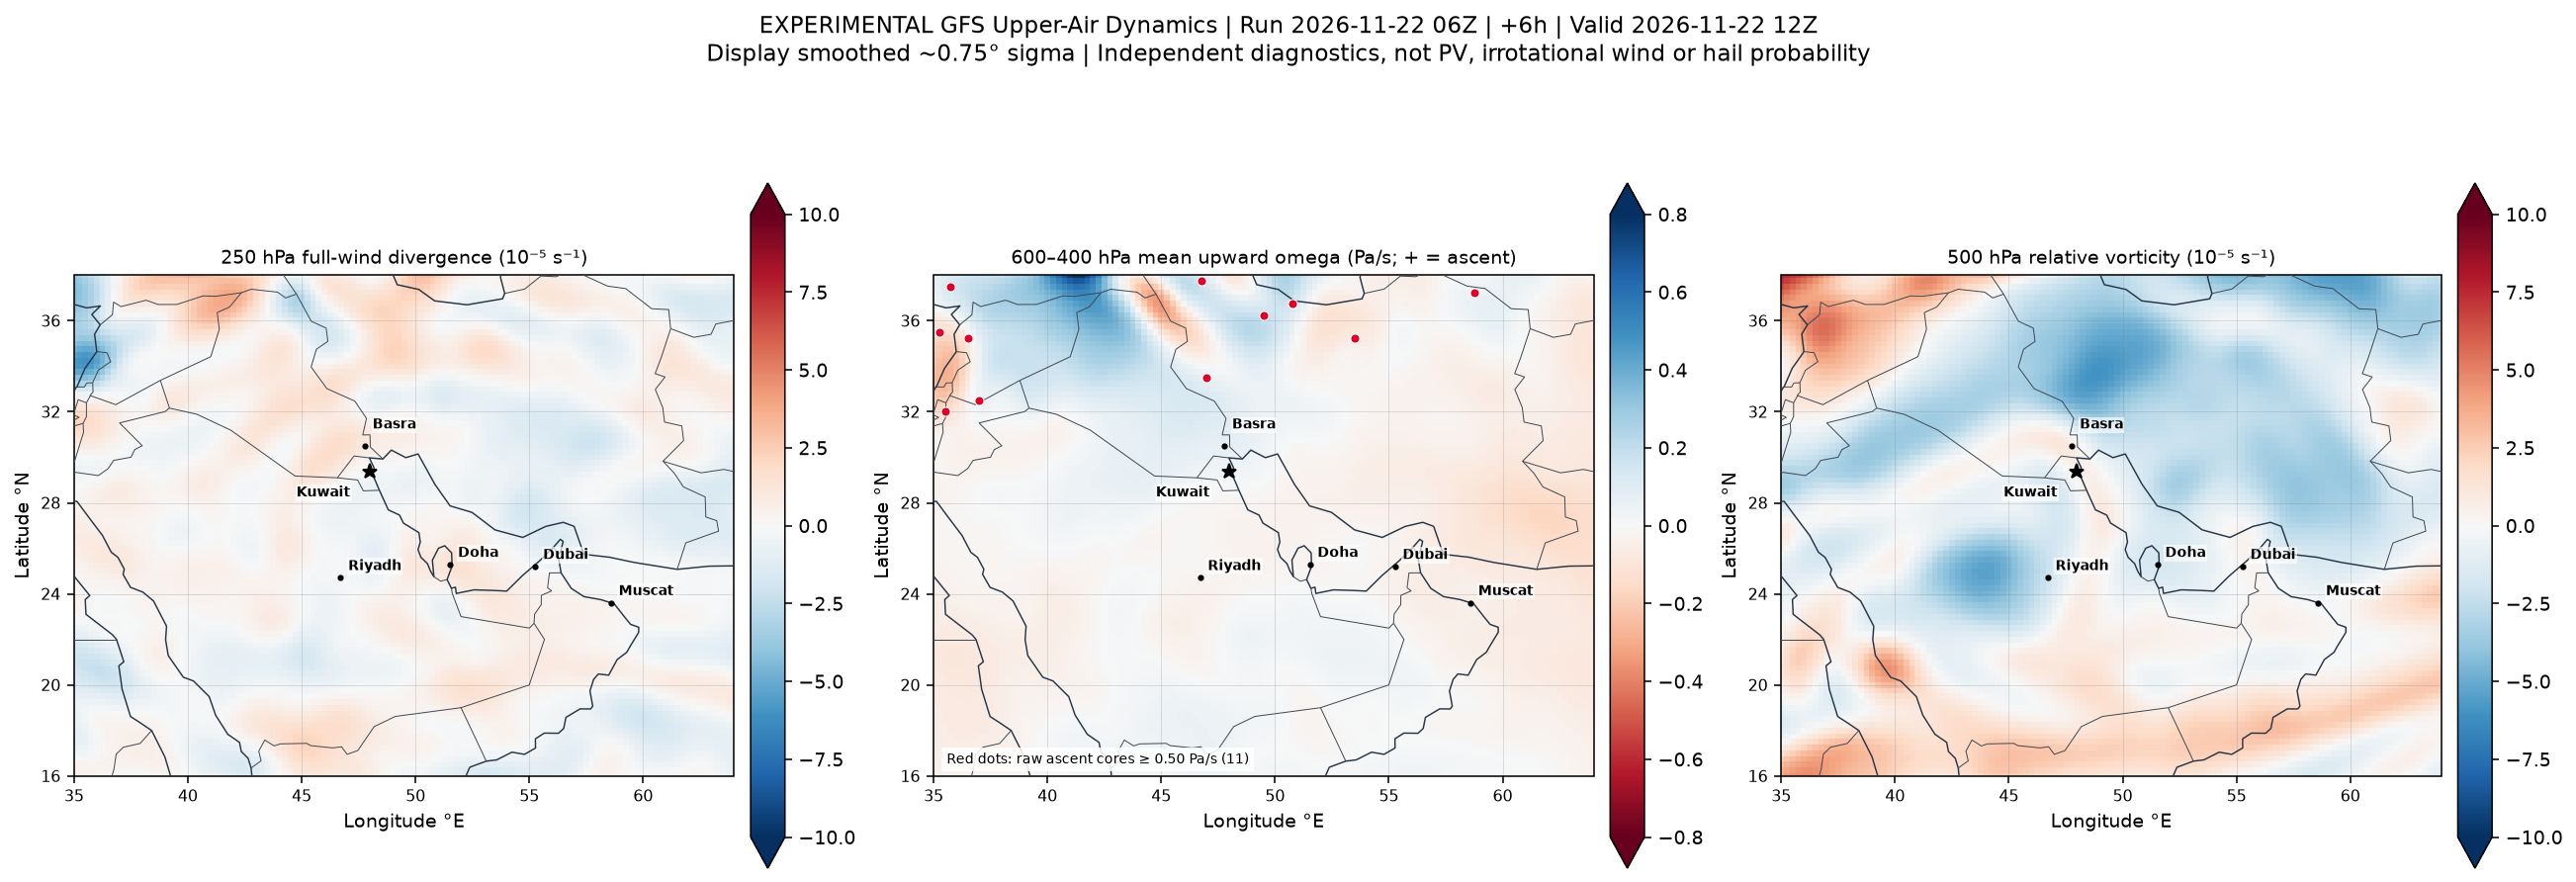 EXPERIMENTAL GFS Upper-Air Dynamics | Run 2026-11-22 06Z | +6h | Valid 2026-11-22 12Z
Display smoothed ~0.75° sigma | Independent diagnostics, not PV, irrotational wind or hail probability
250 hPa full-wind divergence (10⁻⁵ s⁻¹)
Latitude °N
36
32
28
24
20
16
Basra
Kuwait
Riyadh
Doha
Dubai
Muscat
35
40
45
50
55
60
Longitude °E
10.0
7.5
5.0
2.5
0.0
−2.5
−5.0
−7.5
−10.0
600–400 hPa mean upward omega (Pa/s; + = ascent)
Latitude °N
36
32
28
24
20
16
Basra
Kuwait
Riyadh
Doha
Dubai
Muscat
Red dots: raw ascent cores ≥ 0.50 Pa/s (11)
35
40
45
50
55
60
Longitude °E
0.8
0.6
0.4
0.2
0.0
−0.2
−0.4
−0.6
−0.8
500 hPa relative vorticity (10⁻⁵ s⁻¹)
Latitude °N
36
32
28
24
20
16
Basra
Kuwait
Riyadh
Doha
Dubai
Muscat
35
40
45
50
55
60
Longitude °E
10.0
7.5
5.0
2.5
0.0
−2.5
−5.0
−7.5
−10.0